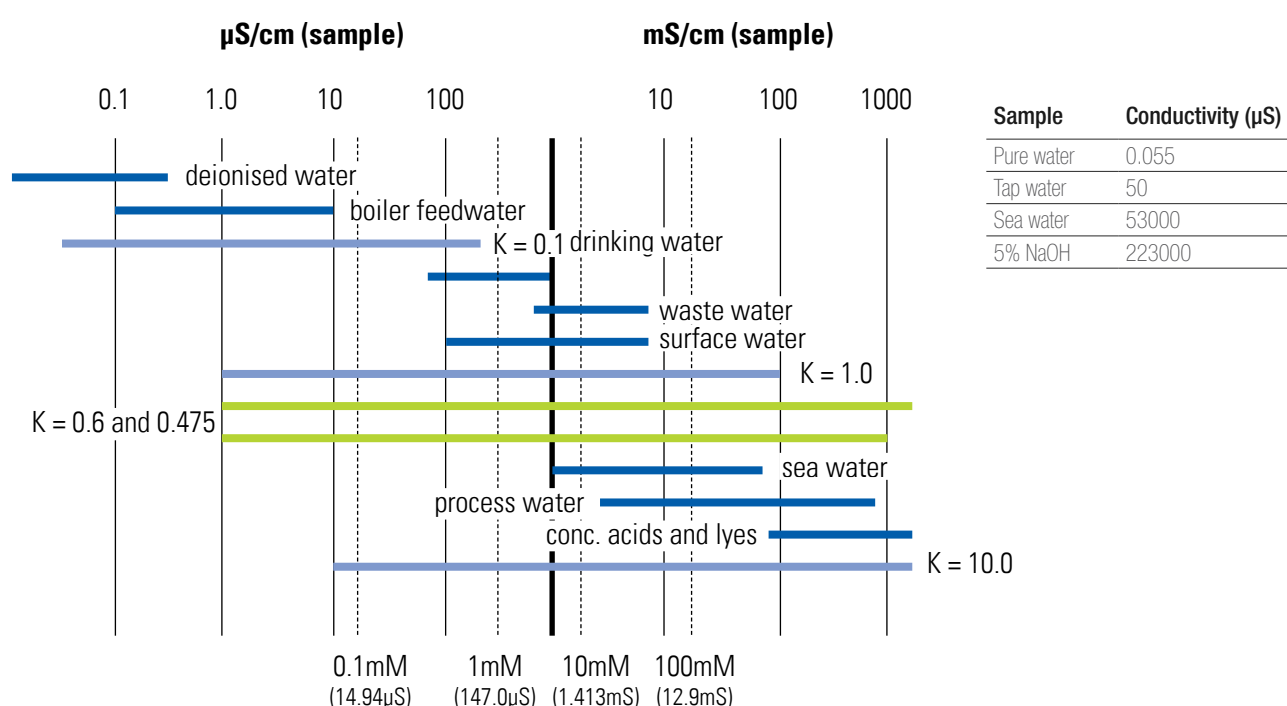 µS/cm (sample) mS/cm (sample)
0.1 1.0 10 100 10 100 1000
deionised water
boiler feedwater
K = 0.1 drinking water
waste water
surface water
K = 1.0
K = 0.6 and 0.475
sea water
process water
conc. acids and lyes
K = 10.0
0.1mM 1mM 10mM 100mM
(14.94µS) (147.0µS) (1.413mS) (12.9mS)
Sample Conductivity (µS)
Pure water 0.055
Tap water 50
Sea water 53000
5% NaOH 223000